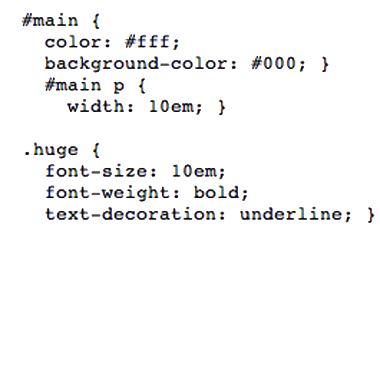 #main {
  color: #fff;
  background-color: #000; }
  #main p {
    width: 10em; }

.huge {
  font-size: 10em;
  font-weight: bold;
  text-decoration: underline; }